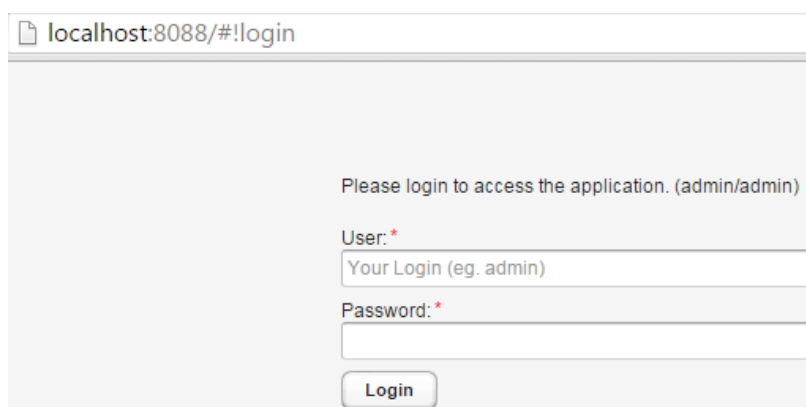 localhost:8088/#!login
Please login to access the application. (admin/admin)
User:*
Your Login (eg. admin)
Password:*
Login